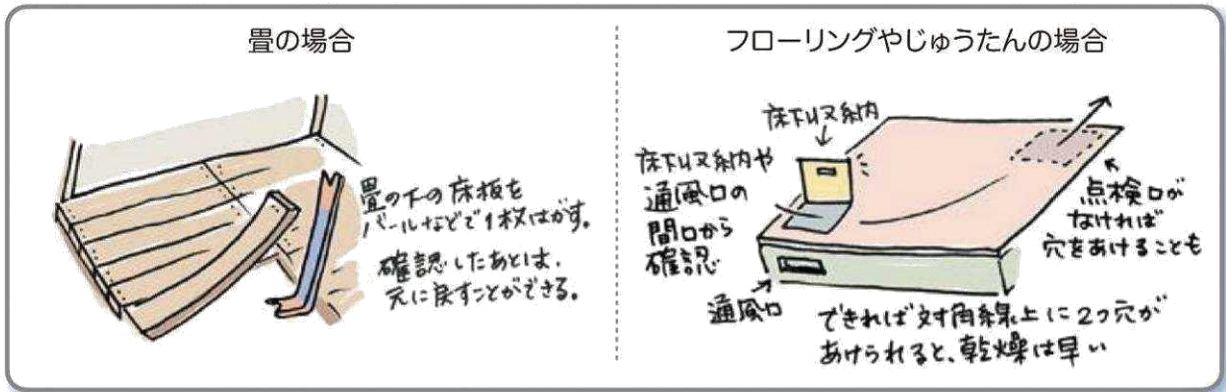 畳の場合
畳の下の床板を
バールなどで1枚はがす。
確認したあとは、
元に戻すことができる。
フローリングやじゅうたんの場合
床下収納
床下収納や
通風口の
間口から
確認
通風口
点検口が
なければ
穴をあけることも
できれば対角線上に2つ穴が
あけられると、乾燥は早い